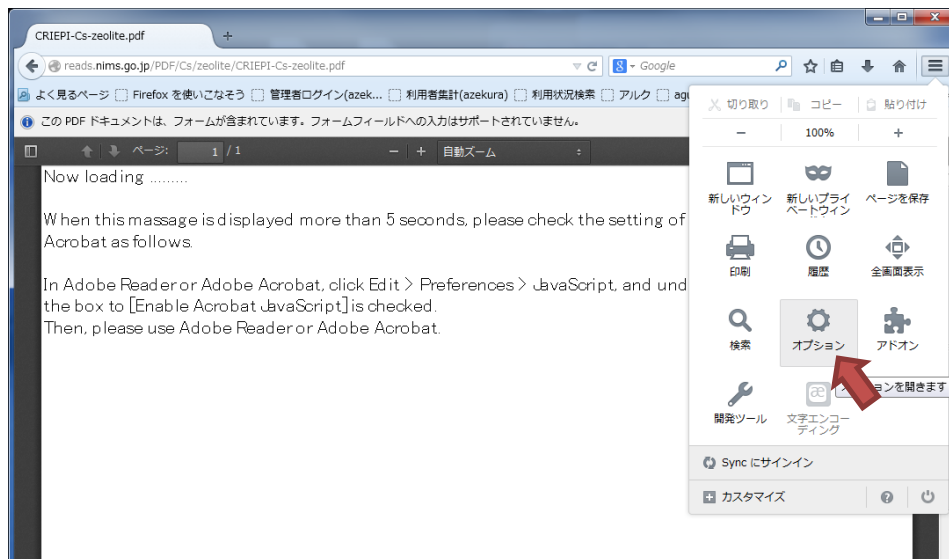 CRIEPI-Cs-zeolite.pdf
reads.nims.go.jp/PDF/Cs/zeolite/CRIEPI-Cs-zeolite.pdf
Google
よく見るページ Firefox を使いこなそう 管理者ログイン(azek... 利用者集計(azekura) 利用状況検索 アルク agu
この PDF ドキュメントは、フォームが含まれています。フォームフィールドへの入力はサポートされていません。
ページ: 1 / 1 自動ズーム
Now loading .........
When this massage is displayed more than 5 seconds, please check the setting of
Acrobat as follows.
In Adobe Reader or Adobe Acrobat, click Edit > Preferences > JavaScript, and und
the box to [Enable Acrobat JavaScript] is checked.
Then, please use Adobe Reader or Adobe Acrobat.
切り取り コピー 貼り付け
− 100% +
新しいウィンドウ
新しいプライベートウィン
ページを保存
印刷 履歴 全画面表示
検索 オプション アドオン
ションを開きます
開発ツール
文字エンコーディング
Sync にサインイン
カスタマイズ